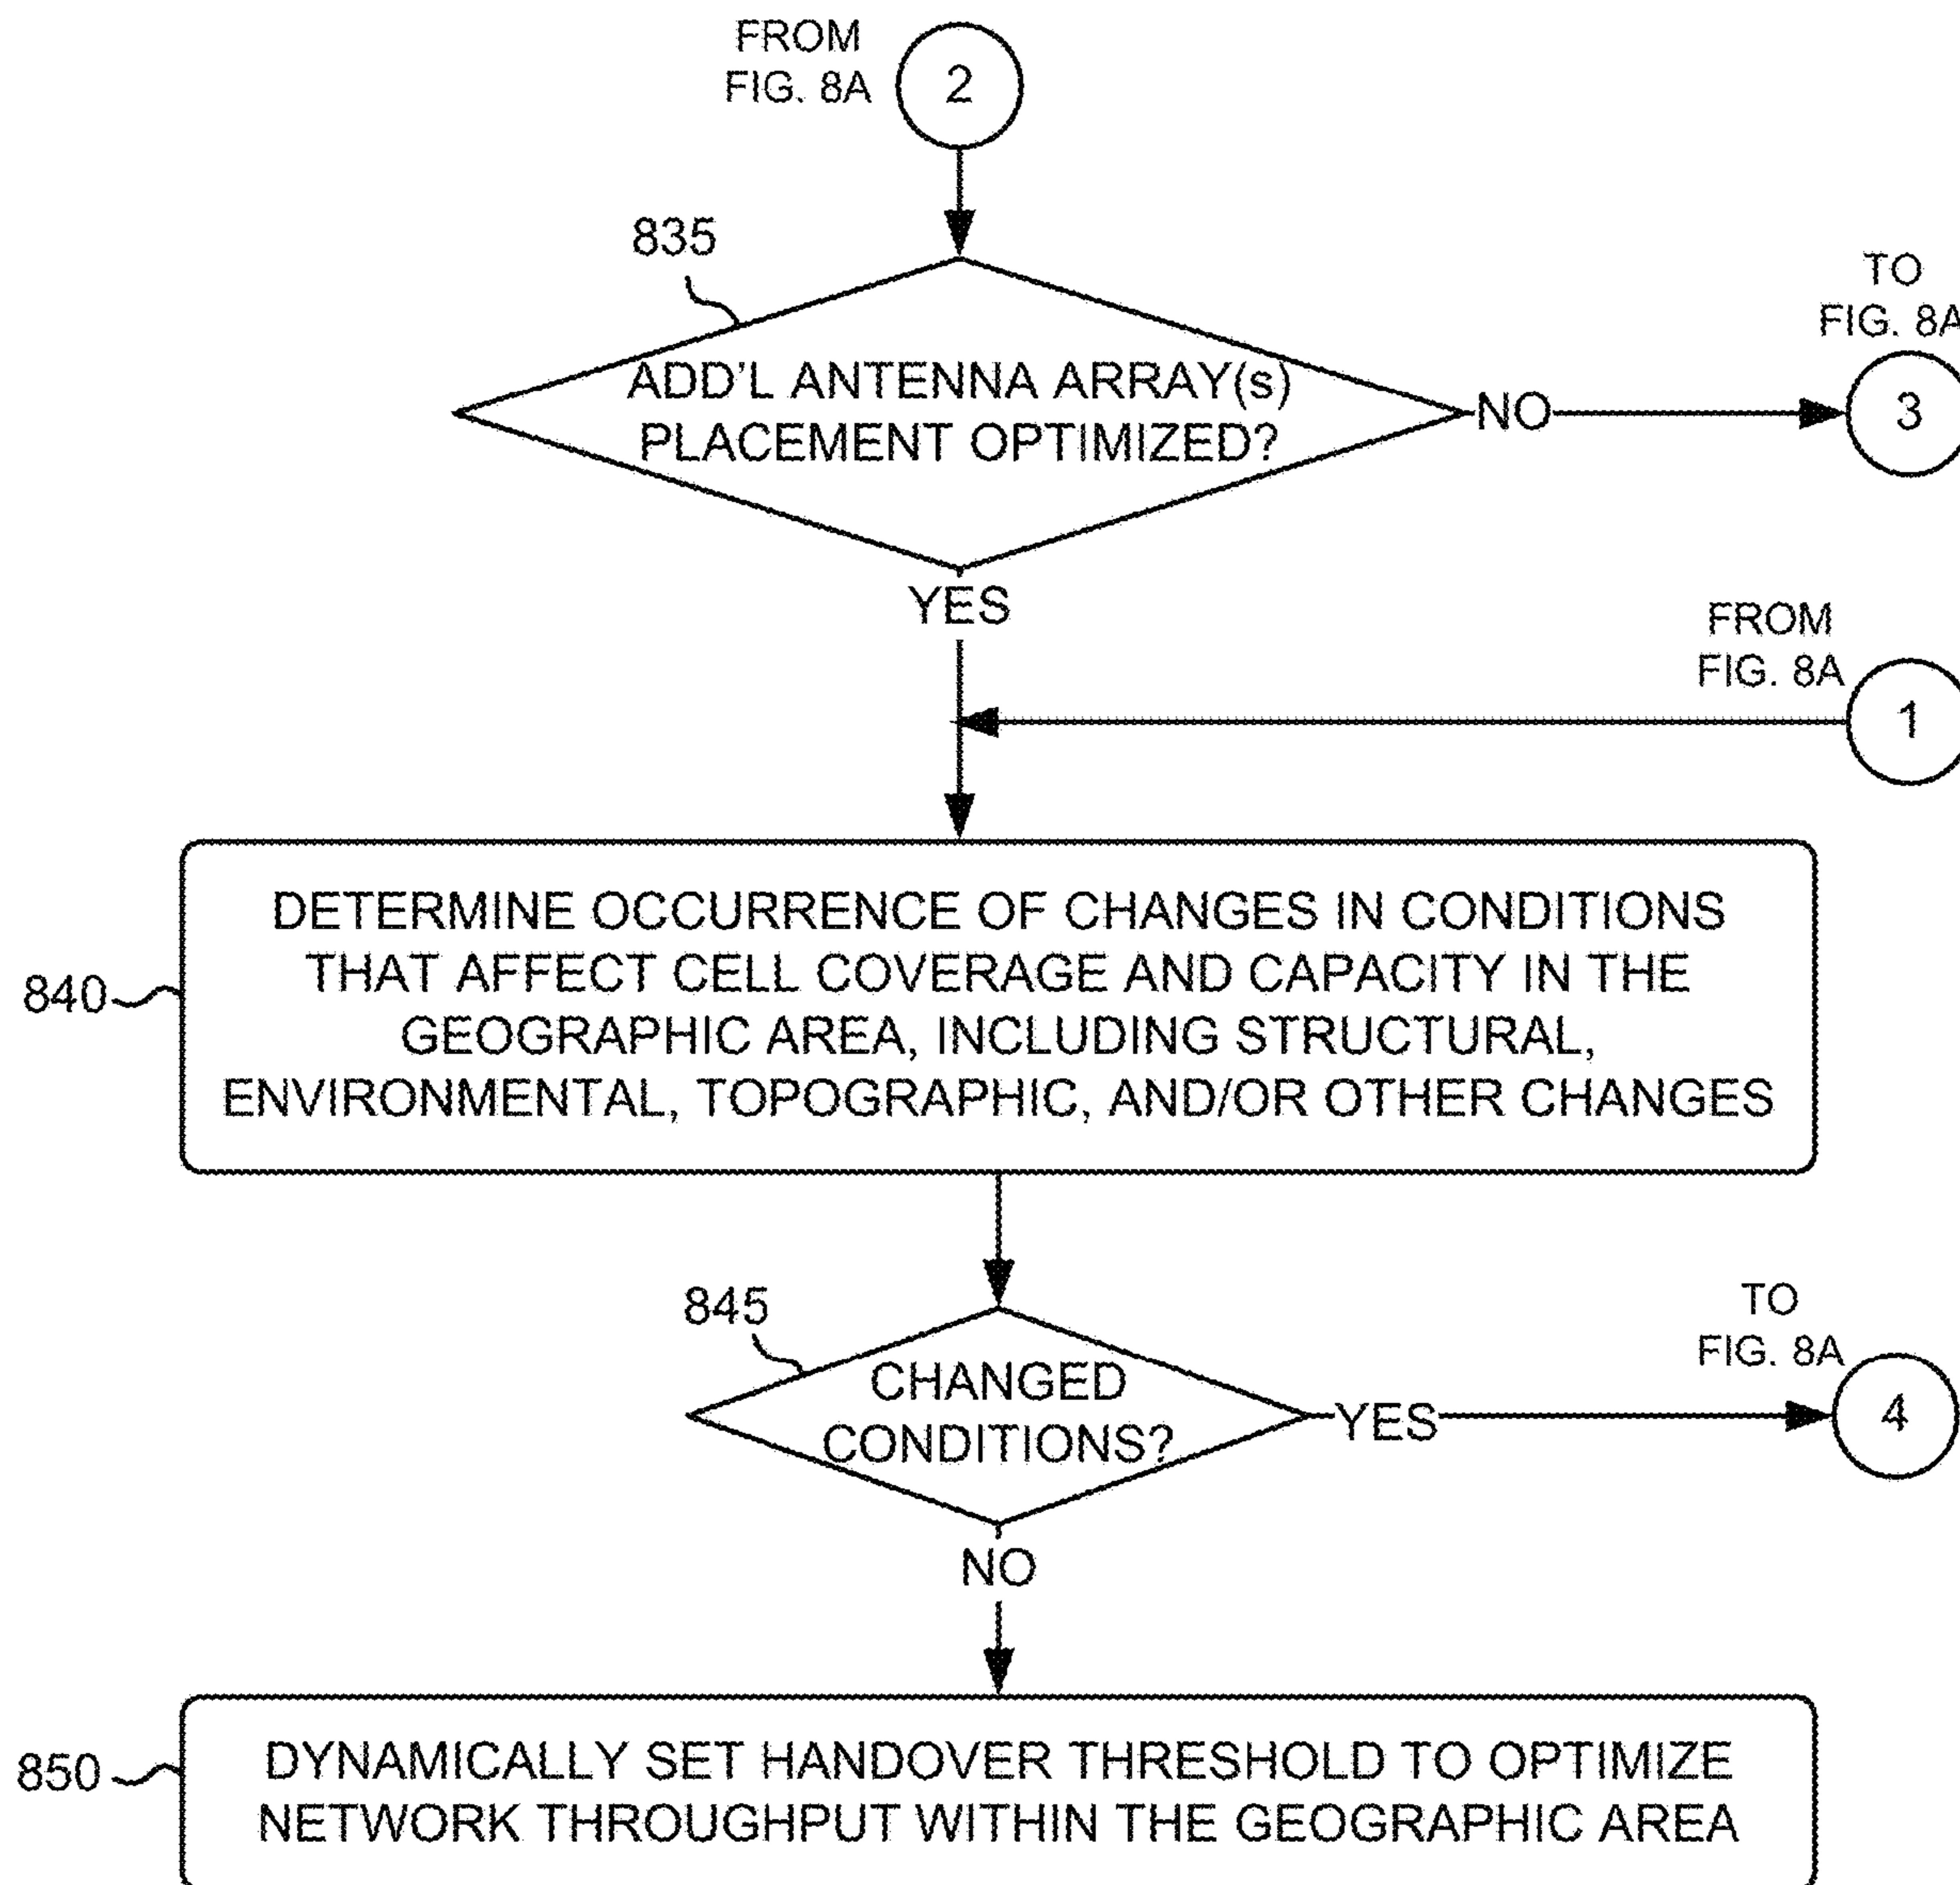 FROM
FIG. 8A
2
835
ADD'L ANTENNA ARRAY(s)
PLACEMENT OPTIMIZED?
NO
TO
FIG. 8A
3
YES
FROM
FIG. 8A
1
840
DETERMINE OCCURRENCE OF CHANGES IN CONDITIONS
THAT AFFECT CELL COVERAGE AND CAPACITY IN THE
GEOGRAPHIC AREA, INCLUDING STRUCTURAL,
ENVIRONMENTAL, TOPOGRAPHIC, AND/OR OTHER CHANGES
845
CHANGED
CONDITIONS?
YES
TO
FIG. 8A
4
NO
850
DYNAMICALLY SET HANDOVER THRESHOLD TO OPTIMIZE
NETWORK THROUGHPUT WITHIN THE GEOGRAPHIC AREA